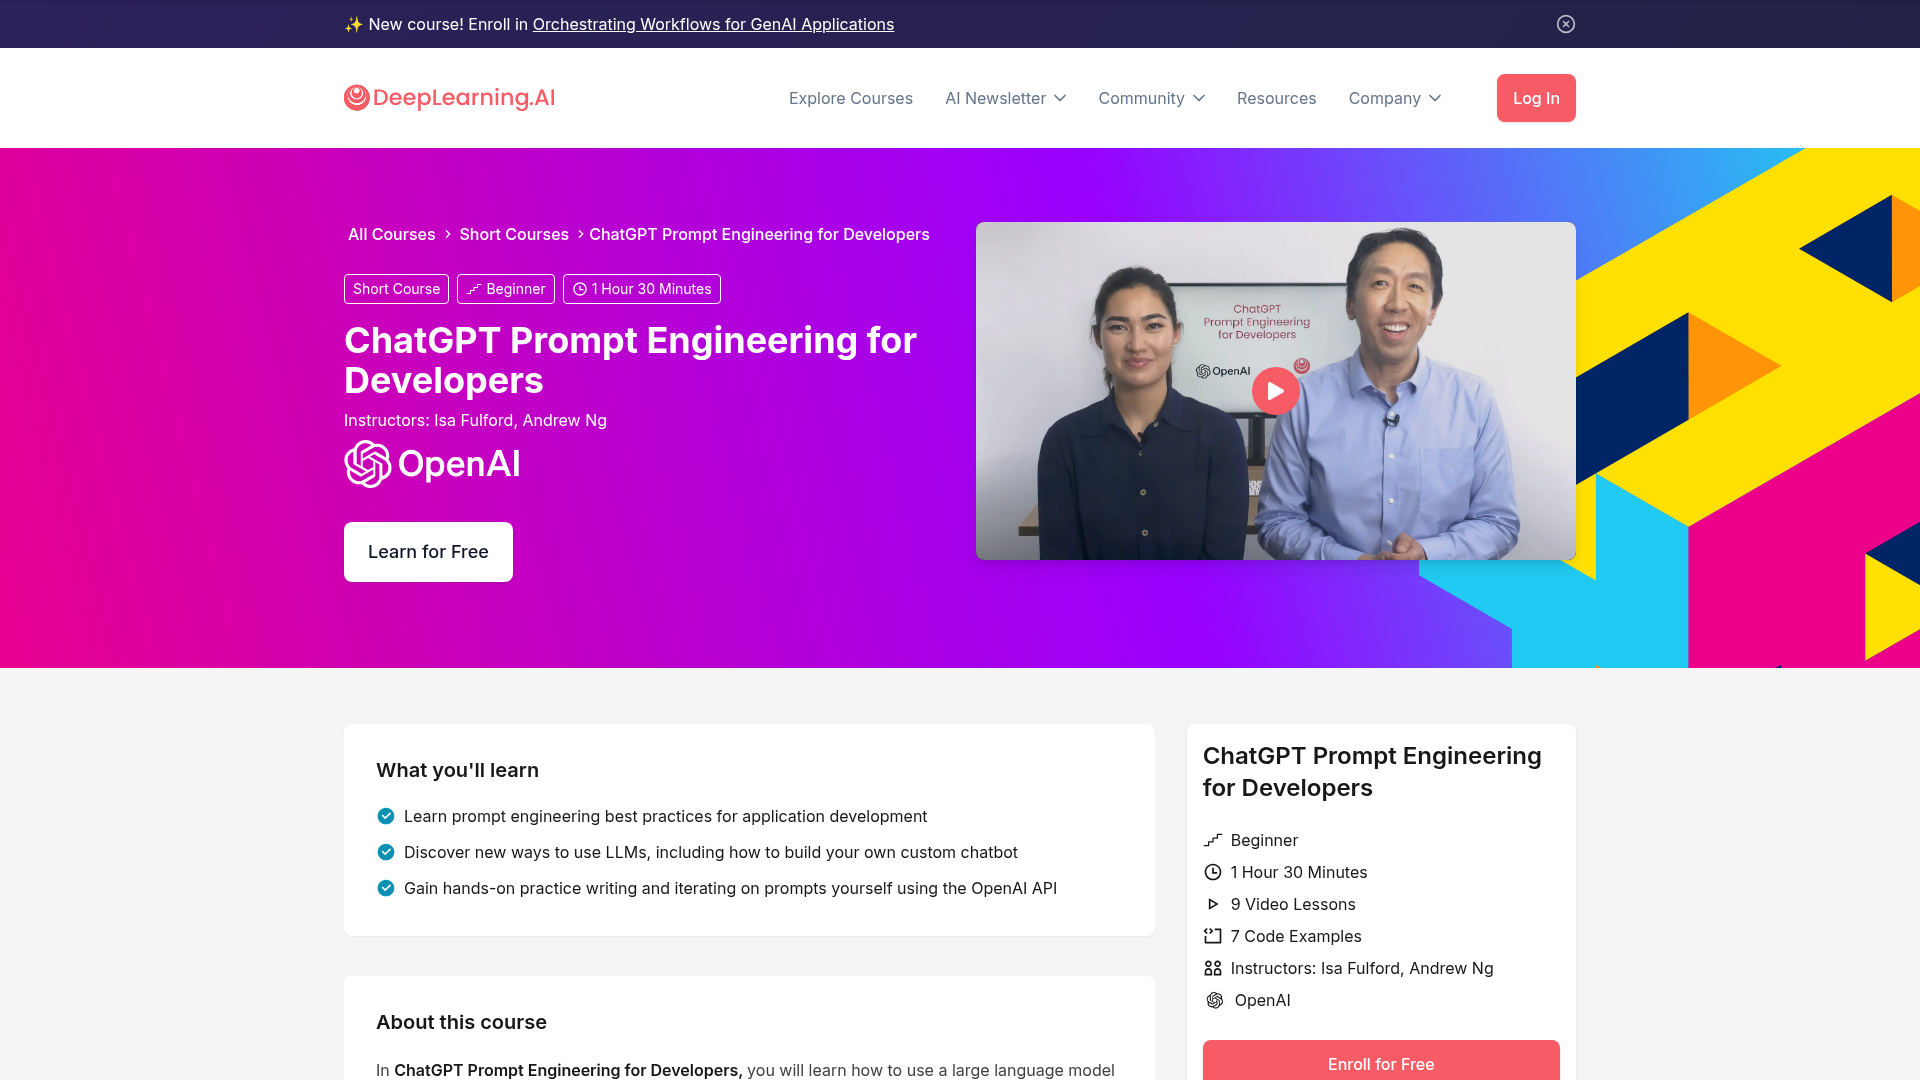 ✨ New course! Enroll in Orchestrating Workflows for GenAI Applications
DeepLearning.AI
Explore Courses
AI Newsletter
Community
Resources
Company
Log In
All Courses
Short Courses
ChatGPT Prompt Engineering for Developers
Short Course
Beginner
1 Hour 30 Minutes
ChatGPT Prompt Engineering for
Developers
Instructors: Isa Fulford, Andrew Ng
OpenAI
Learn for Free
ChatGPT
Prompt Engineering
for Developers
OpenAI
What you'll learn
Learn prompt engineering best practices for application development
Discover new ways to use LLMs, including how to build your own custom chatbot
Gain hands-on practice writing and iterating on prompts yourself using the OpenAI API
About this course
In ChatGPT Prompt Engineering for Developers, you will learn how to use a large language model
ChatGPT Prompt Engineering
for Developers
Beginner
1 Hour 30 Minutes
9 Video Lessons
7 Code Examples
Instructors: Isa Fulford, Andrew Ng
OpenAI
Enroll for Free